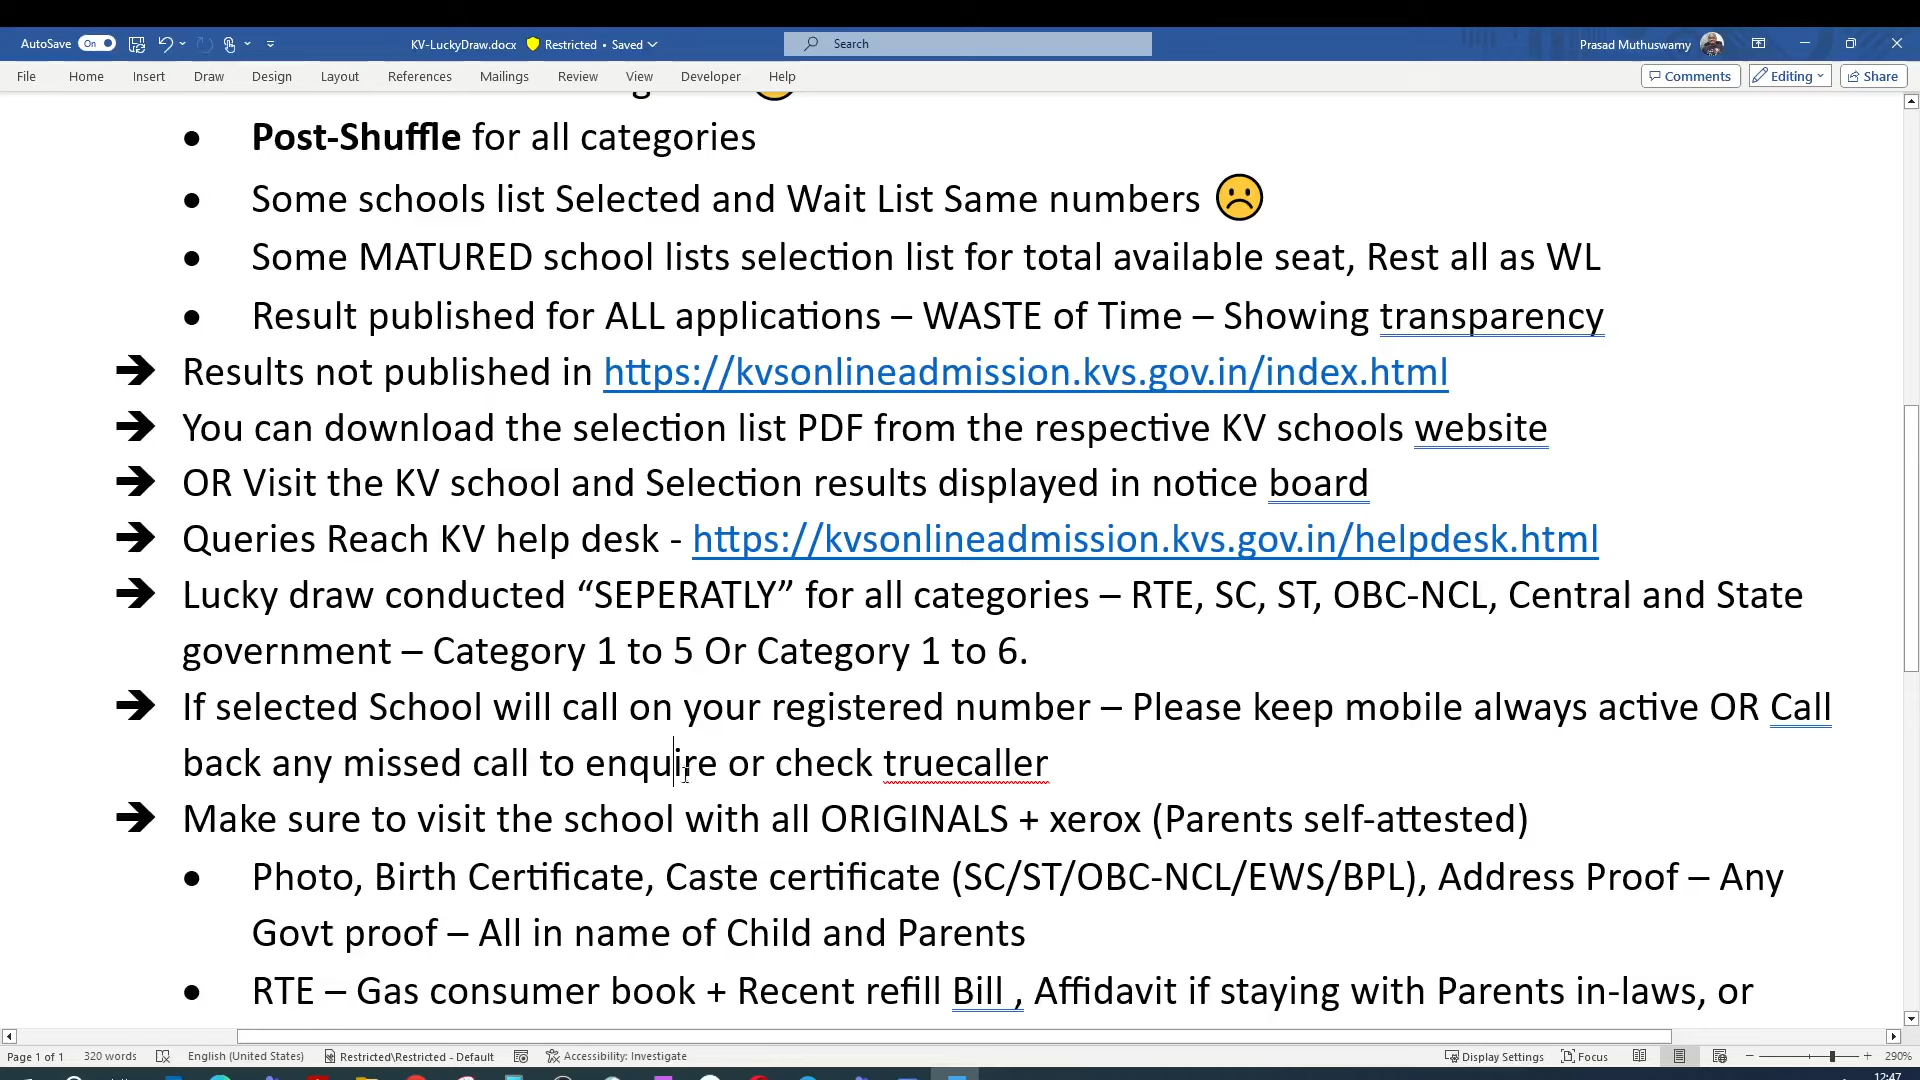 AutoSave On KV-LuckyDraw.docx Restricted • Saved Search Prasad Muthuswamy
File Home Insert Draw Design Layout References Mailings Review View Developer Help Comments Editing Share
• Post-Shuffle for all categories
• Some schools list Selected and Wait List Same numbers ☹
• Some MATURED school lists selection list for total available seat, Rest all as WL
• Result published for ALL applications – WASTE of Time – Showing transparency
➔ Results not published in https://kvsonlineadmission.kvs.gov.in/index.html
➔ You can download the selection list PDF from the respective KV schools website
➔ OR Visit the KV school and Selection results displayed in notice board
➔ Queries Reach KV help desk - https://kvsonlineadmission.kvs.gov.in/helpdesk.html
➔ Lucky draw conducted “SEPERATLY” for all categories – RTE, SC, ST, OBC-NCL, Central and State
government – Category 1 to 5 Or Category 1 to 6.
➔ If selected School will call on your registered number – Please keep mobile always active OR Call
back any missed call to enquire or check truecaller
➔ Make sure to visit the school with all ORIGINALS + xerox (Parents self-attested)
• Photo, Birth Certificate, Caste certificate (SC/ST/OBC-NCL/EWS/BPL), Address Proof – Any
Govt proof – All in name of Child and Parents
• RTE – Gas consumer book + Recent refill Bill , Affidavit if staying with Parents in-laws, or
Page 1 of 1 320 words English (United States) Restricted\Restricted - Default Accessibility: Investigate Display Settings Focus 290%
12:47